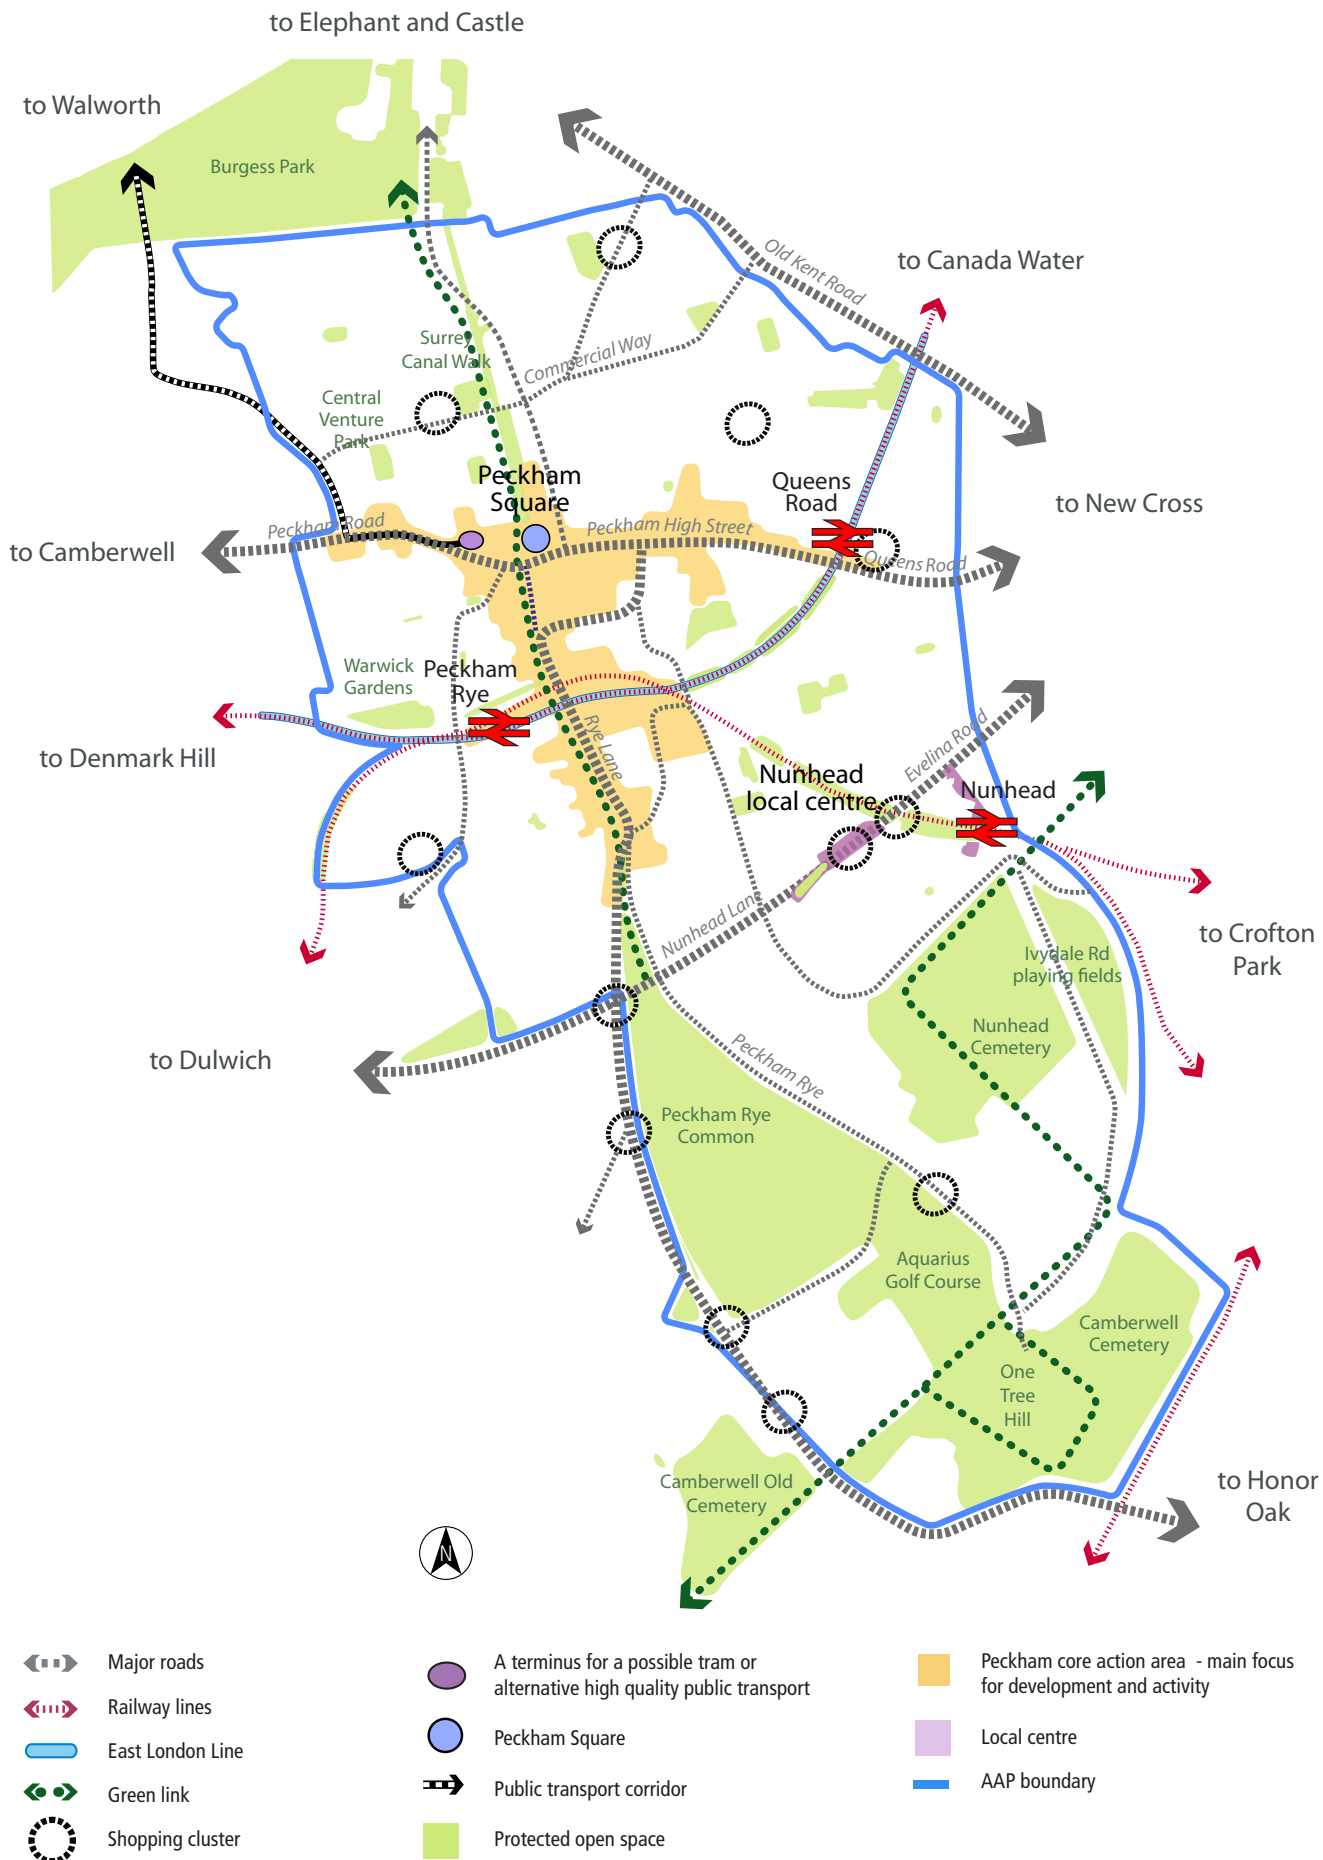 to Elephant and Castle
to Walworth
Burgess Park
Old Kent Road
to Canada Water
Surrey
Canal Walk
Commercial Way
Central
Venture
Park
Peckham
Square
Queens
Road
to New Cross
Peckham Road
Peckham High Street
to Camberwell
Queens Road
Warwick
Gardens
Peckham
Rye
Rye Lane
Evelina Road
to Denmark Hill
Nunhead
local centre
Nunhead
Nunhead Lane
to Crofton
Park
Ivydale Rd
playing fields
Nunhead
Cemetery
to Dulwich
Peckham Rye
Peckham Rye
Common
Aquarius
Golf Course
Camberwell
Cemetery
One
Tree
Hill
Camberwell Old
Cemetery
to Honor
Oak
N
Major roads
Railway lines
East London Line
Green link
Shopping cluster
A terminus for a possible tram or
alternative high quality public transport
Peckham Square
Public transport corridor
Protected open space
Peckham core action area - main focus
for development and activity
Local centre
AAP boundary